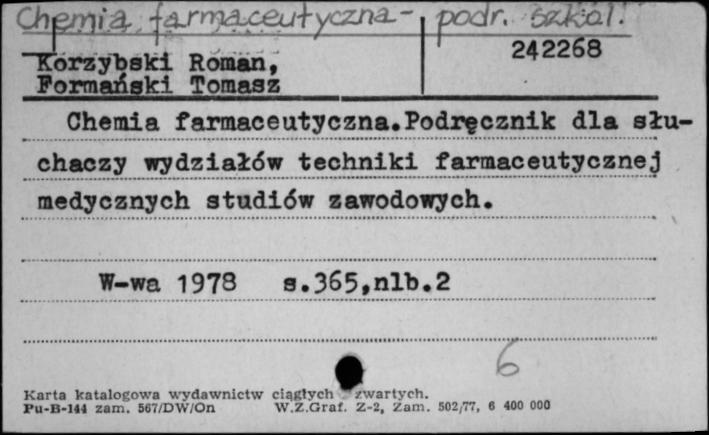 Chemia farmaceutyczna - podr. szkol.
242268
Korzybski Roman,
Formański Tomasz
Chemia farmaceutyczna.Podręcznik dla słu-
chaczy wydziałów techniki farmaceutycznej
medycznych studiów zawodowych.
W-wa 1978 s.365,nlb.2
6
Karta katalogowa wydawnictw ciągłych zwartych.
Pu-B-144 zam. 567/DW/On W.Z.Graf. Z-2, Zam. 502/77, 6 400 000